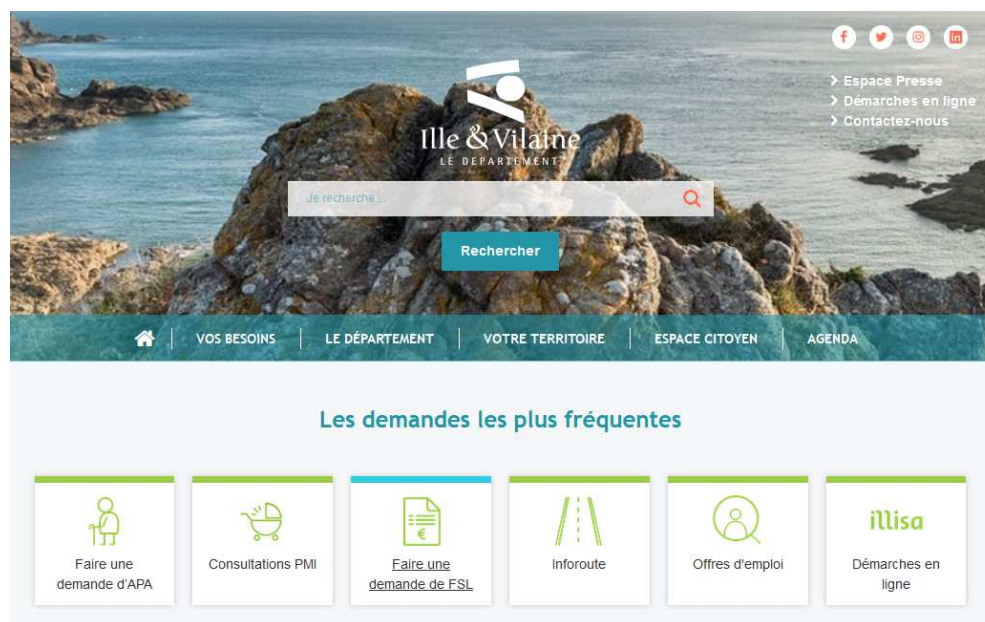 Espace Presse
Démarches en ligne
Contactez-nous
Ille & Vilaine
LE DEPARTEMENT
Je recherche ...
Rechercher
VOS BESOINS
LE DÉPARTEMENT
VOTRE TERRITOIRE
ESPACE CITOYEN
AGENDA
Les demandes les plus fréquentes
Faire une
demande d'APA
Consultations PMI
€
Faire une
demande de FSL
Inforoute
Offres d'emploi
illisa
Démarches en
ligne